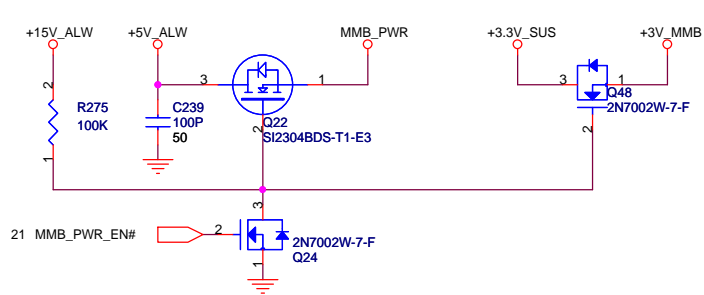 +15V_ALW +5V_ALW MMB_PWR +3.3V_SUS +3V_MMB
2 3 1 3 1
R275 C239 Q48
100K 100P Q22 2N7002W-7-F
50 2 SI2304BDS-T1-E3 2
1
3
21 MMB_PWR_EN# 2 2N7002W-7-F
Q24
1